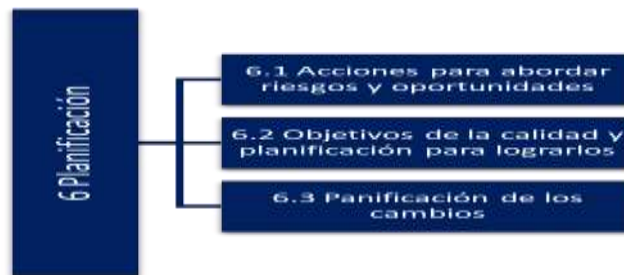 6 Planificación
6.1 Acciones para abordar
riesgos y oportunidades
6.2 Objetivos de la calidad y
planificación para lograrlos
6.3 Panificación de los
cambios